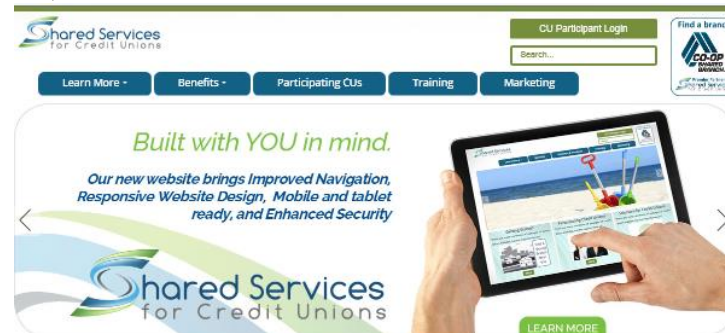 Shared Services
for Credit Unions
CU Participant Login
Search...
Find a branc
CO-OP
SHARED
BRANCH
Learn More
Benefits
Participating CUs
Training
Marketing
Built with YOU in mind.
Our new website brings Improved Navigation,
Responsive Website Design, Mobile and tablet
ready, and Enhanced Security
Shared Services
for Credit Unions
LEARN MORE